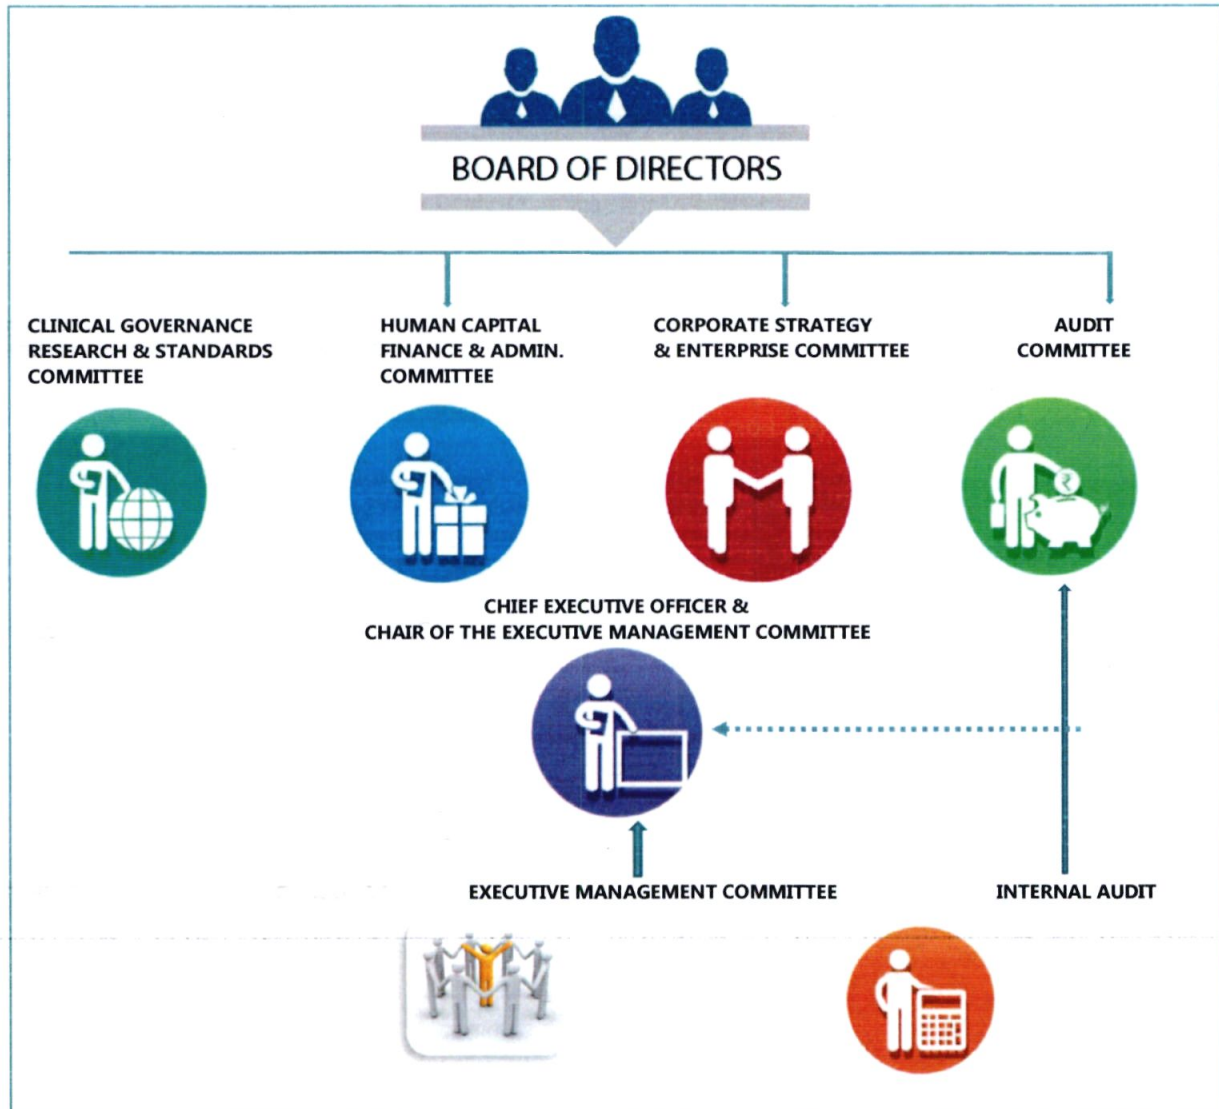 BOARD OF DIRECTORS
CLINICAL GOVERNANCE
RESEARCH & STANDARDS
COMMITTEE
HUMAN CAPITAL
FINANCE & ADMIN.
COMMITTEE
CORPORATE STRATEGY
& ENTERPRISE COMMITTEE
AUDIT
COMMITTEE
₹
CHIEF EXECUTIVE OFFICER &
CHAIR OF THE EXECUTIVE MANAGEMENT COMMITTEE
EXECUTIVE MANAGEMENT COMMITTEE
INTERNAL AUDIT